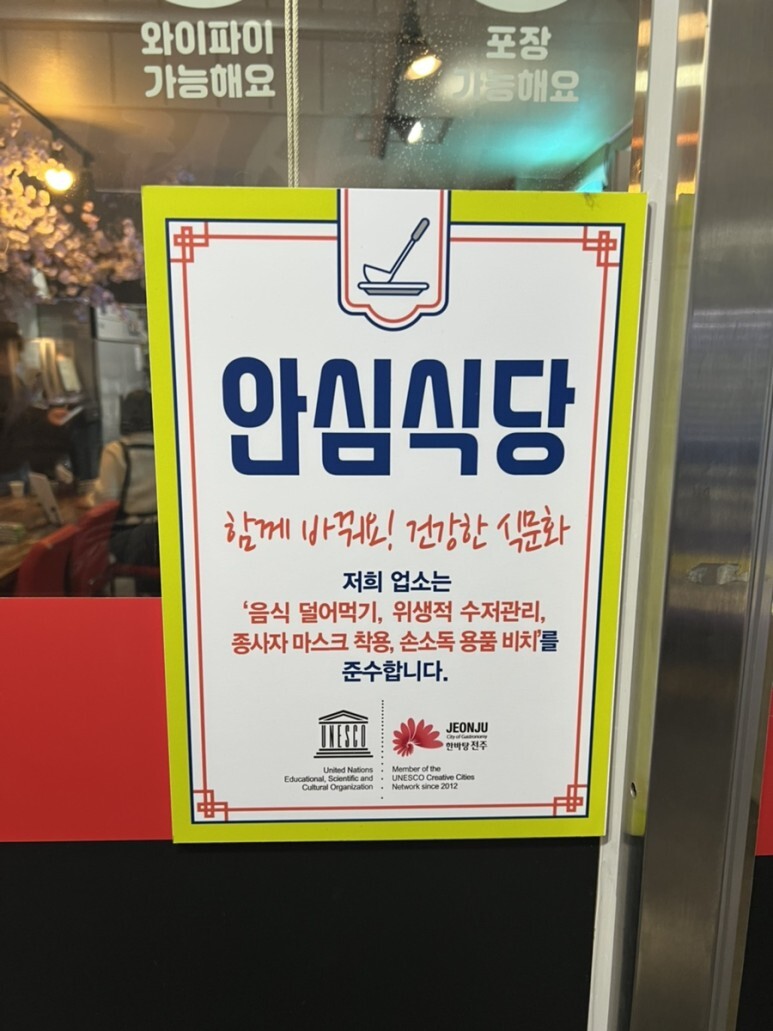 와이파이
가능해요
포장
가능해요
안심식당
함께 바꿔요! 건강한 식문화
저희 업소는
‘음식 덜어먹기, 위생적 수저관리,
종사자 마스크 착용, 손소독 용품 비치’를
준수합니다.
UNESCO
United Nations
Educational, Scientific and
Cultural Organization
JEONJU
City of Gastronomy
한바탕 전주
Member of the
UNESCO Creative Cities
Network since 2012